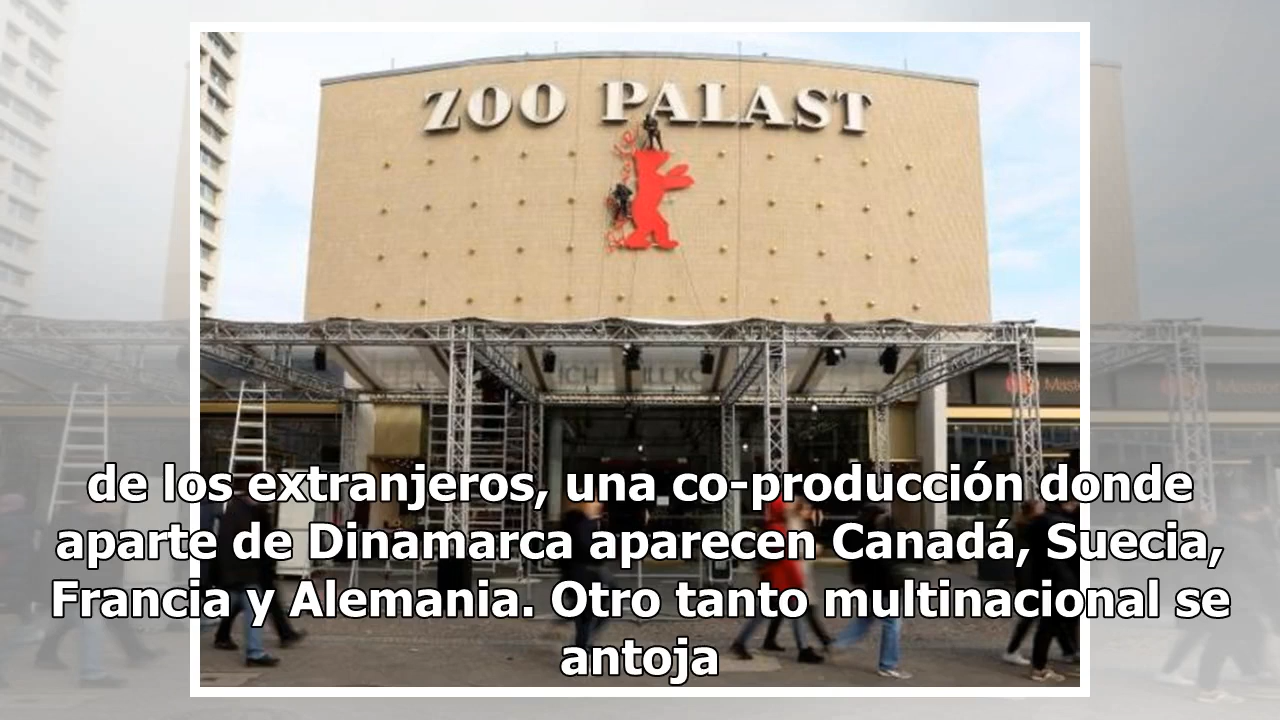 ZOO PALAST
de los extranjeros, una co-producción donde
aparte de Dinamarca aparecen Canadá, Suecia,
Francia y Alemania. Otro tanto multinacional se
antoja